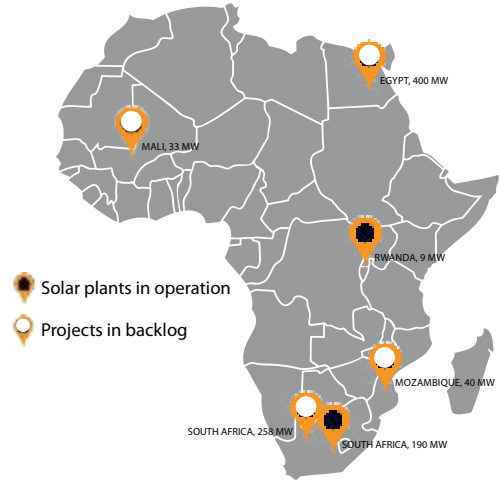 EGYPT, 400 MW
MALI, 33 MW
RWANDA, 9 MW
Solar plants in operation
Projects in backlog
MOZAMBIQUE, 40 MW
SOUTH AFRICA, 258 MW
SOUTH AFRICA, 190 MW